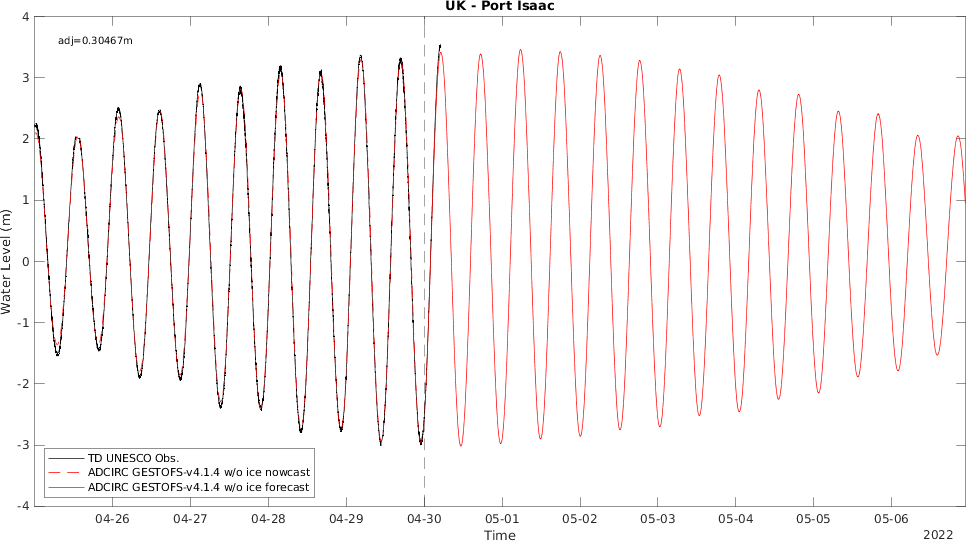 UK - Port Isaac
adj=0.30467m
4
3
2
1
0
-1
-2
-3
-4
Water Level (m)
TD UNESCO Obs.
ADCIRC GESTOFS-v4.1.4 w/o ice nowcast
ADCIRC GESTOFS-v4.1.4 w/o ice forecast
04-26 04-27 04-28 04-29 04-30 05-01 05-02 05-03 05-04 05-05 05-06
Time
2022